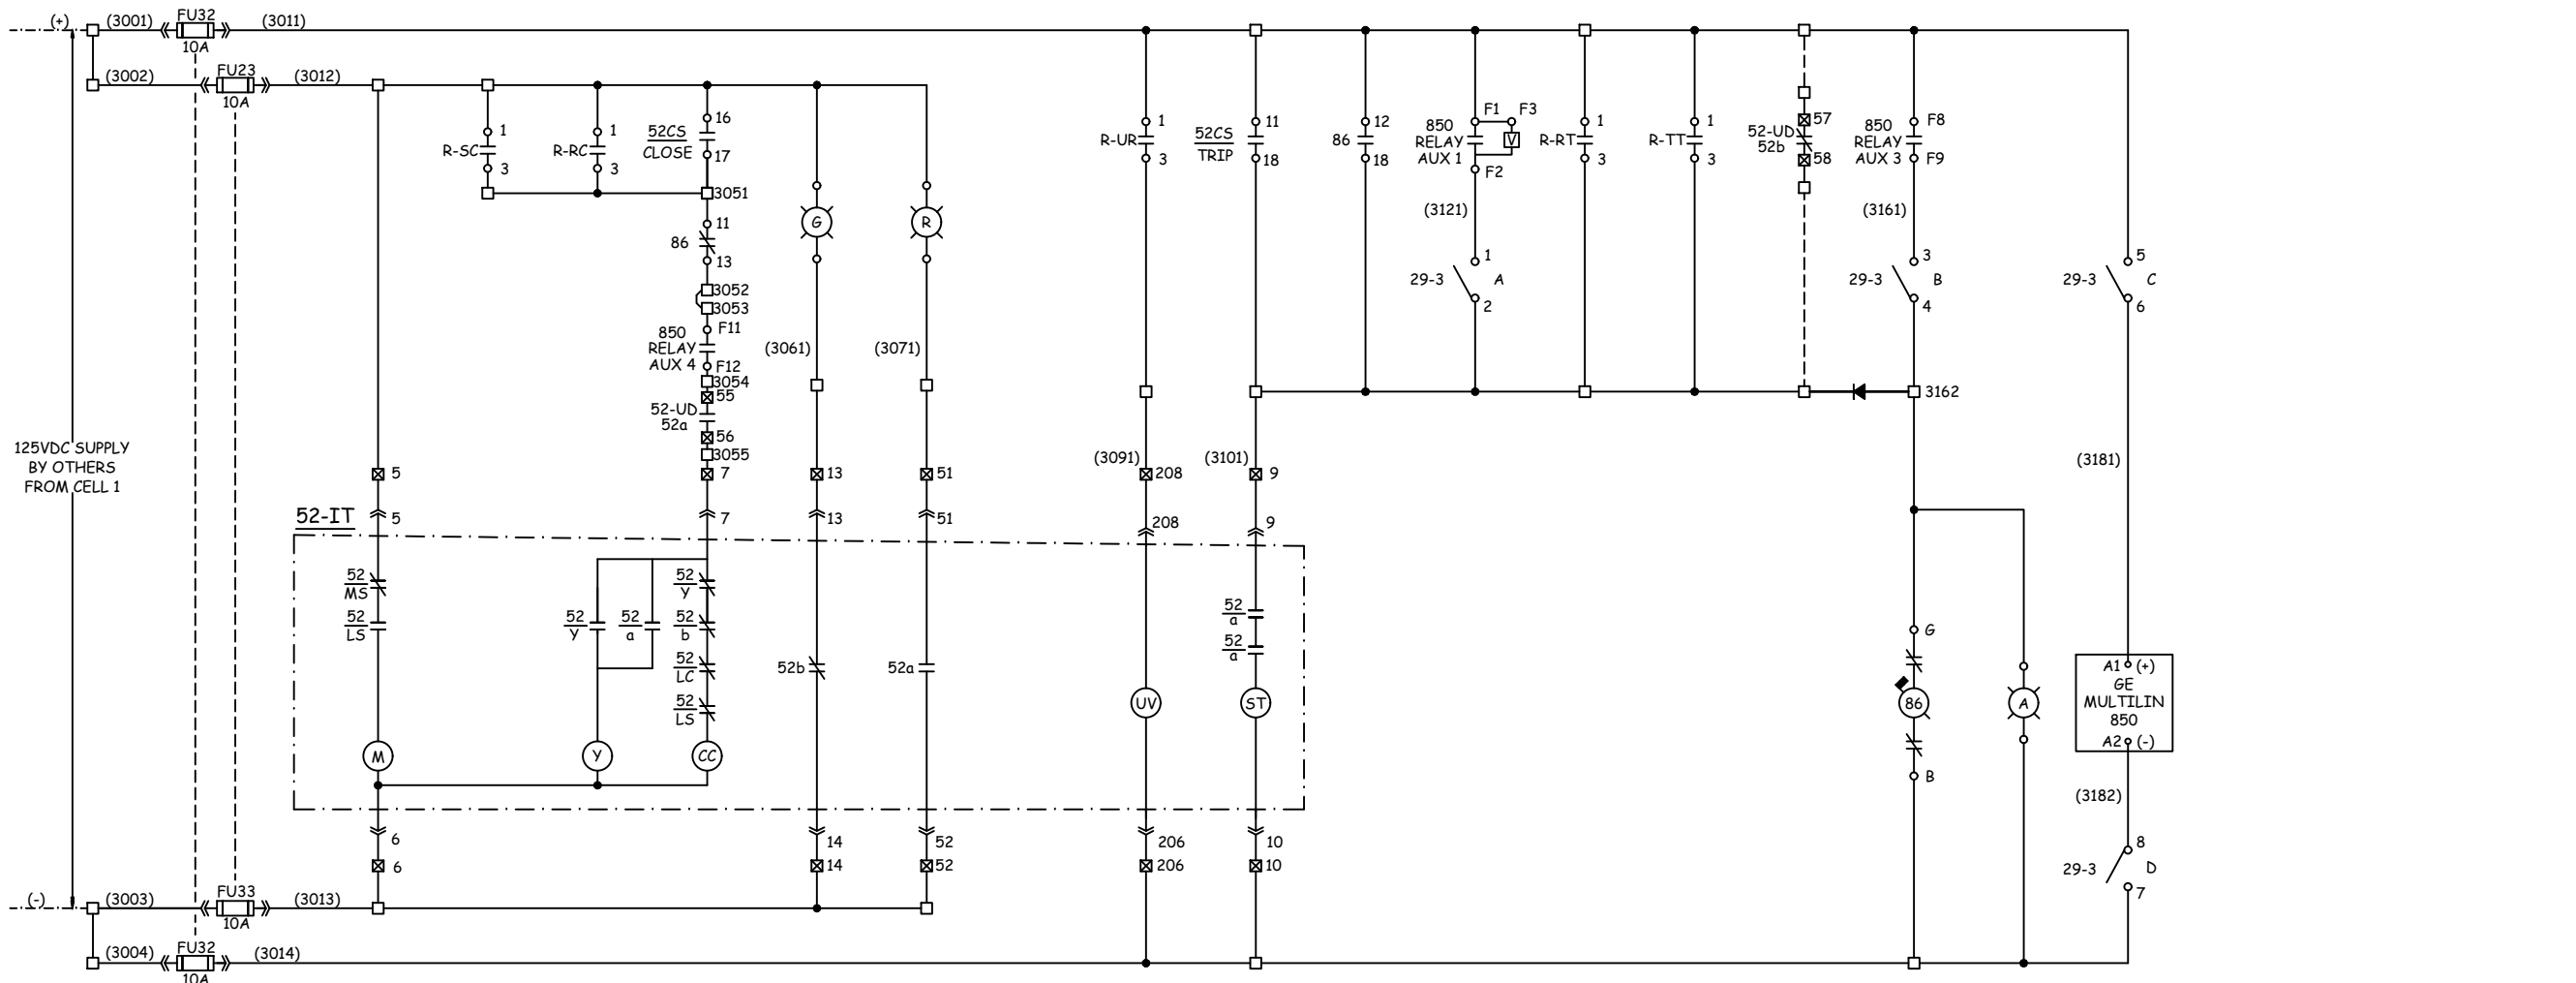 (+)
(3001)
FU32
10A
(3011)
(3002)
FU23
10A
(3012)
1
R-SC
3
1
R-RC
3
16
52CS
CLOSE
17
3051
11
86
13
3052
3053
F11
850
RELAY
AUX 4
F12
3054
55
52-UD
52a
56
3055
G
R
(3061)
(3071)
1
R-UR
3
11
52CS
TRIP
18
12
86
18
F1
F3
850
RELAY
AUX 1
V
F2
(3121)
1
29-3
A
2
1
R-RT
3
1
R-TT
3
57
52-UD
52b
58
F8
850
RELAY
AUX 3
F9
(3161)
3
29-3
B
4
5
29-3
C
6
3162
125VDC SUPPLY
BY OTHERS
FROM CELL 1
(3091)
(3101)
(3181)
5
7
13
51
208
9
52-IT
5
7
13
51
208
9
52
MS
52
LS
52
Y
52
a
52
Y
52
b
52
LC
52
LS
52b
52a
52
a
52
a
M
Y
CC
UV
ST
G
86
B
A
A1 (+)
GE
MULTILIN
850
A2 (-)
(3182)
8
29-3
D
7
6
14
52
206
10
6
14
52
206
10
(-)
(3003)
FU33
10A
(3013)
(3004)
FU32
10A
(3014)